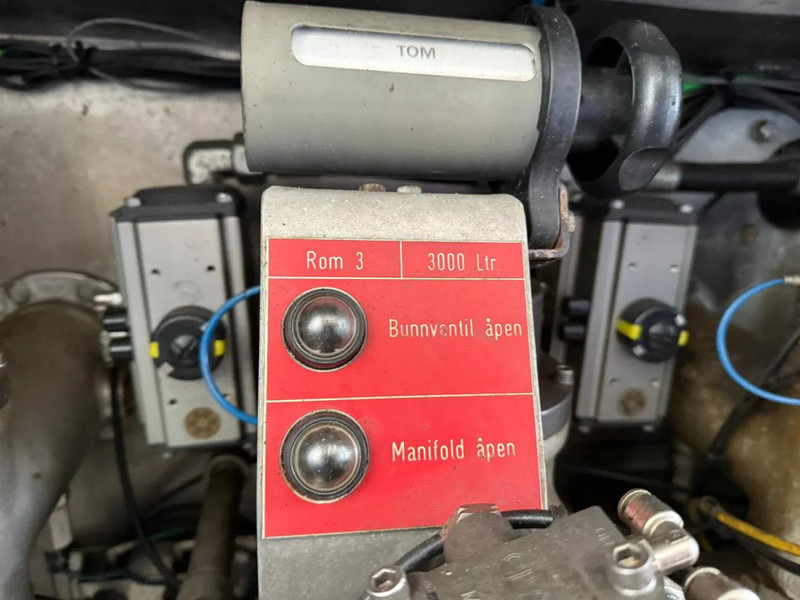 TOM
Rom 3
3000 Ltr.
Bunnventil åpen
Manifold åpen